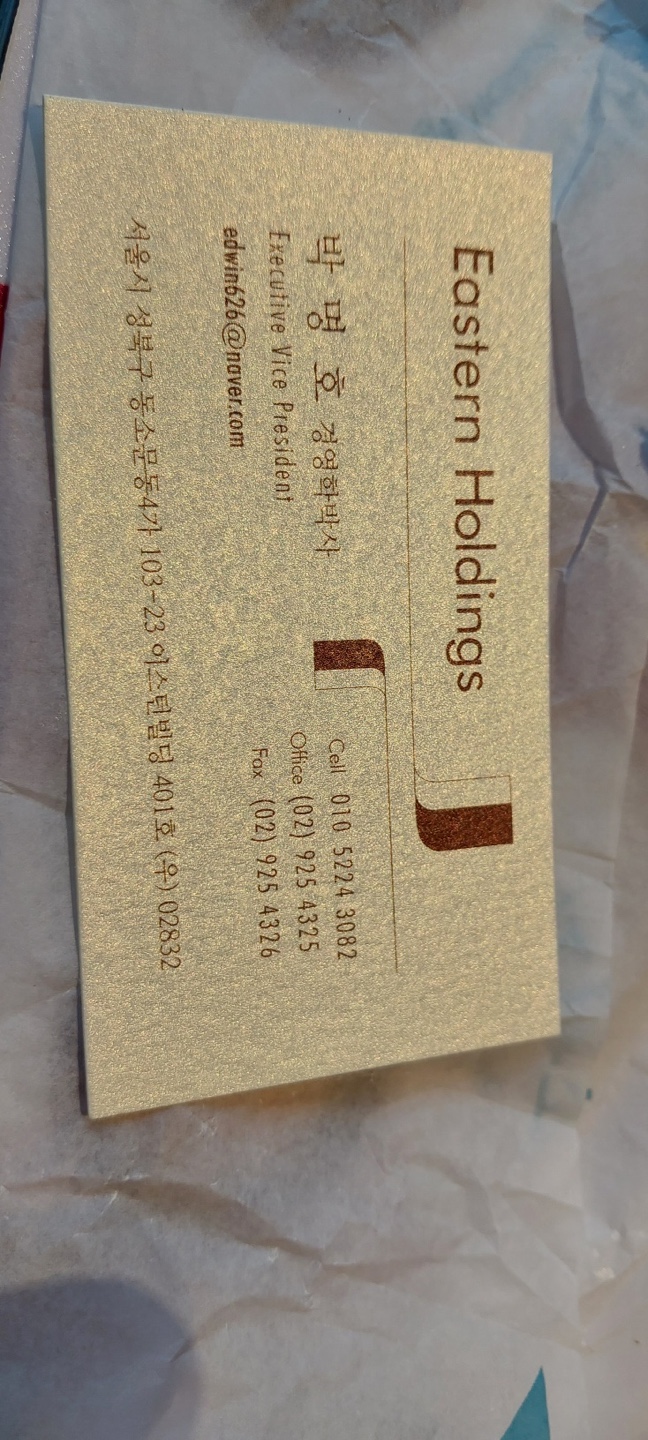 Eastern Holdings
박 명 호 경영학박사
Executive Vice President
edwin626@naver.com
Cell 010 5224 3082
Office (02) 925 4325
Fax (02) 925 4326
서울시 성북구 동소문동4가 103-23 이스턴빌딩 401호 (우) 02832